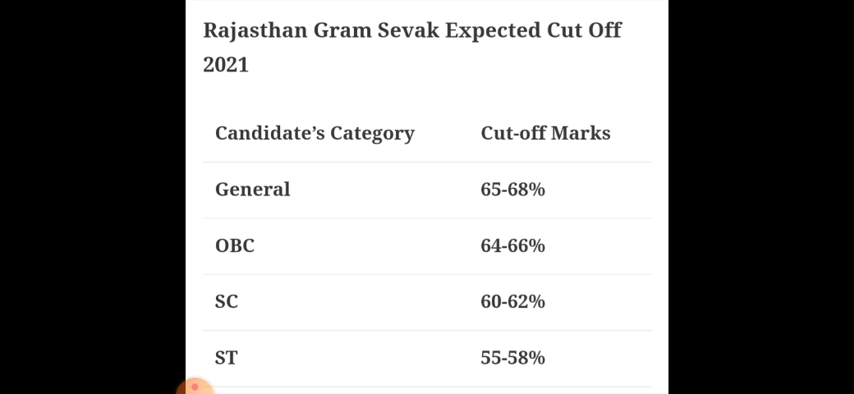 Rajasthan Gram Sevak Expected Cut Off
2021
Candidate’s Category Cut-off Marks
General 65-68%
OBC 64-66%
SC 60-62%
ST 55-58%